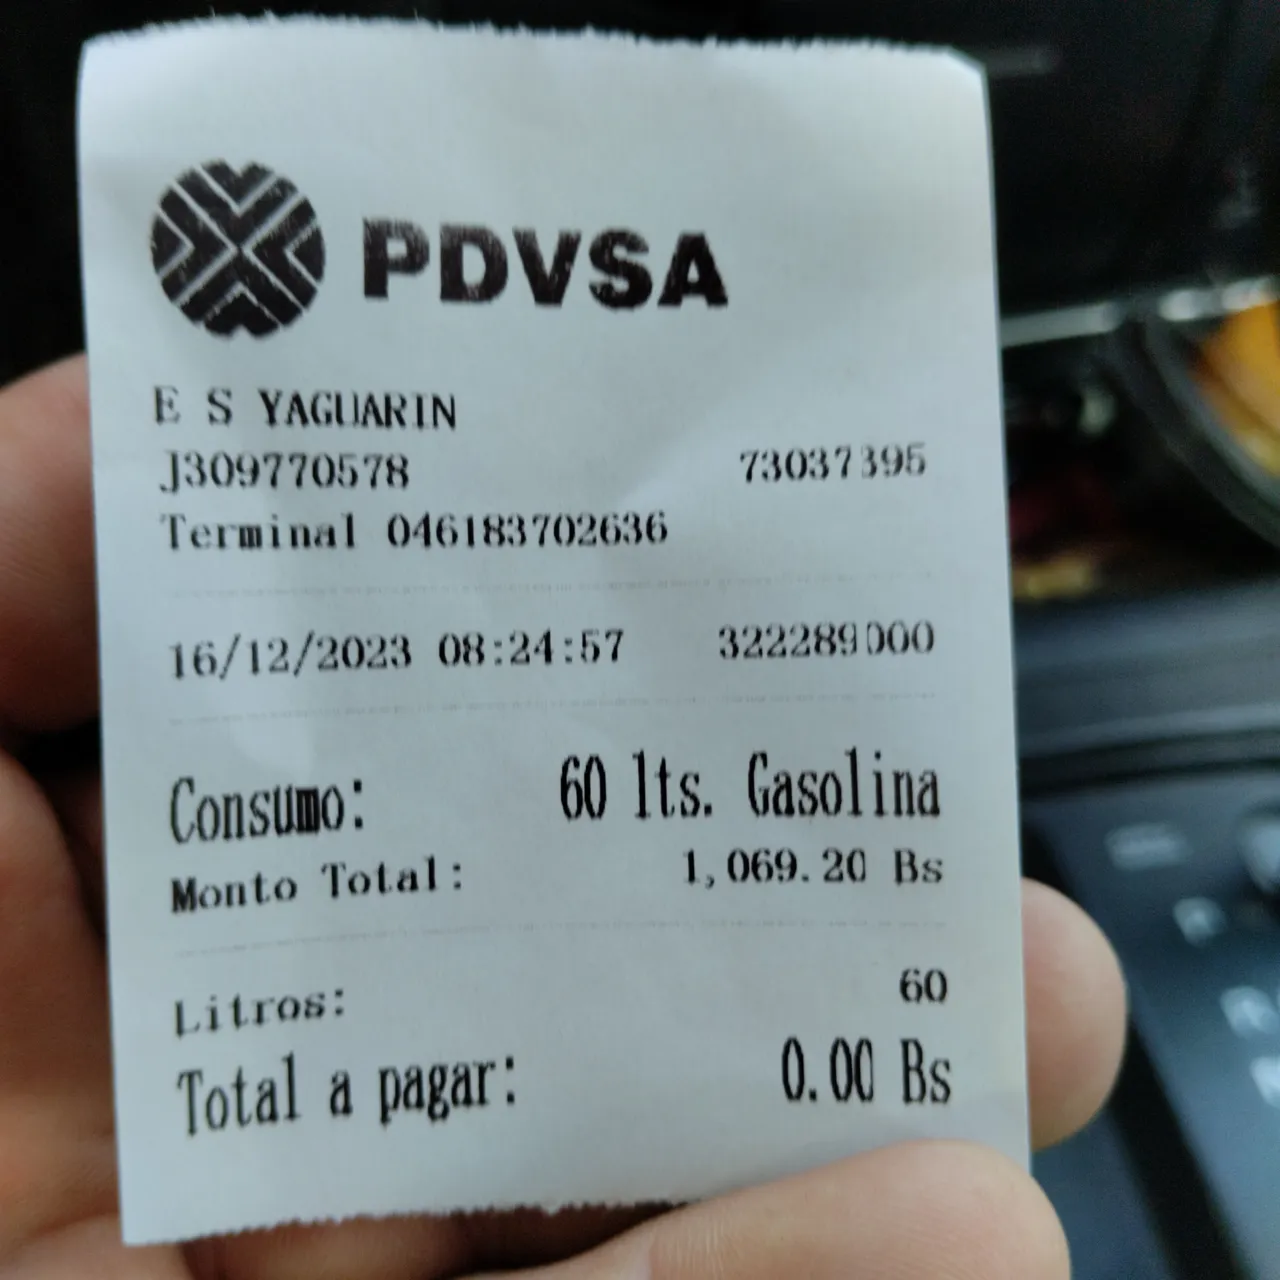 PDVSA
E S YAGUARIN
J309770578 73037395
Terminal 046183702636
16/12/2023 08:24:57 322289000
Consumo: 60 lts. Gasolina
Monto Total: 1,069.20 Bs
Litros: 60
Total a pagar: 0.00 Bs